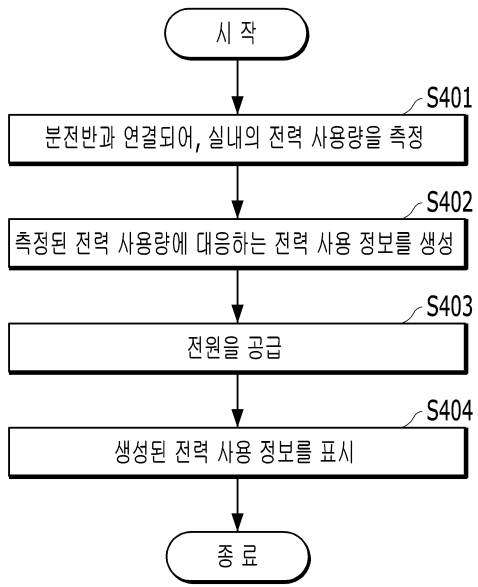 시 작
S401
분전반과 연결되어, 실내의 전력 사용량을 측정
S402
측정된 전력 사용량에 대응하는 전력 사용 정보를 생성
S403
전원을 공급
S404
생성된 전력 사용 정보를 표시
종 료